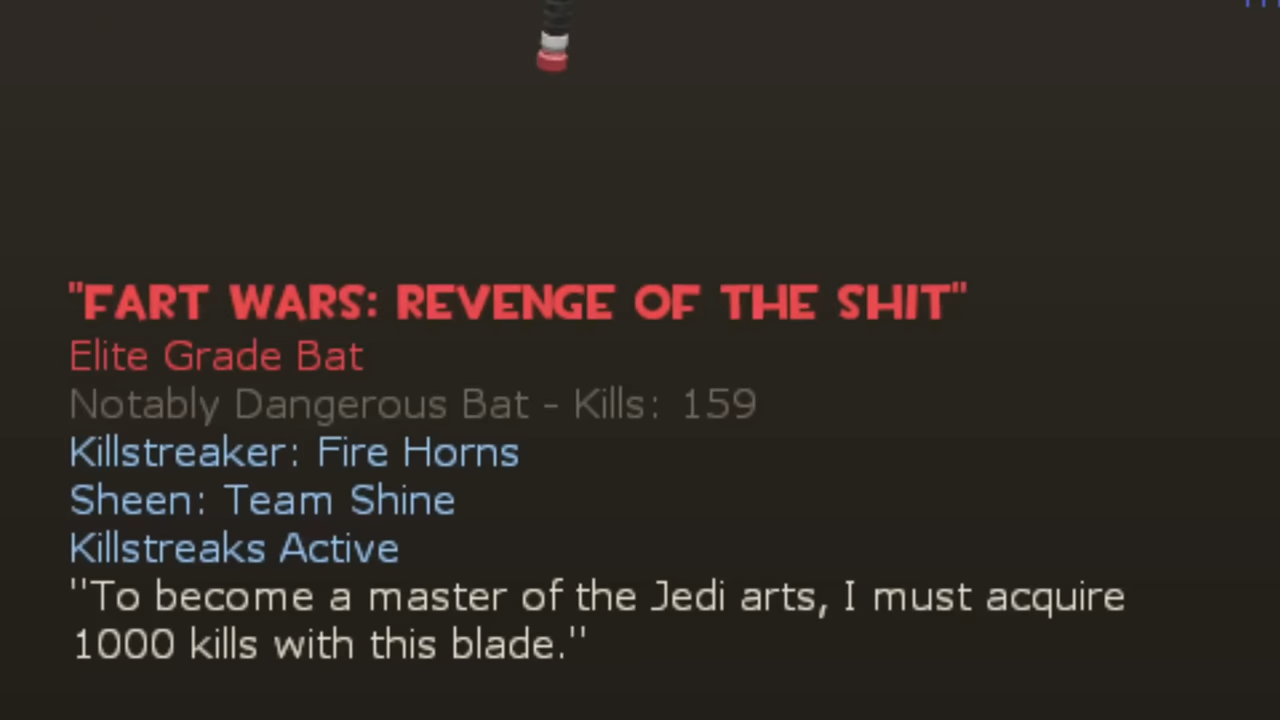 "FART WARS: REVENGE OF THE SHIT"
Elite Grade Bat
Notably Dangerous Bat - Kills: 159
Killstreaker: Fire Horns
Sheen: Team Shine
Killstreaks Active
''To become a master of the Jedi arts, I must acquire
1000 kills with this blade.''